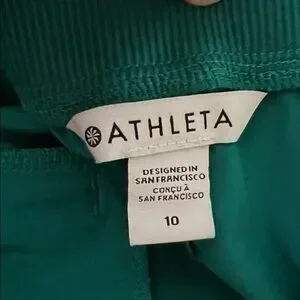 ATHLETA
DESIGNED IN
SAN FRANCISCO
CONÇU À
SAN FRANCISCO
10